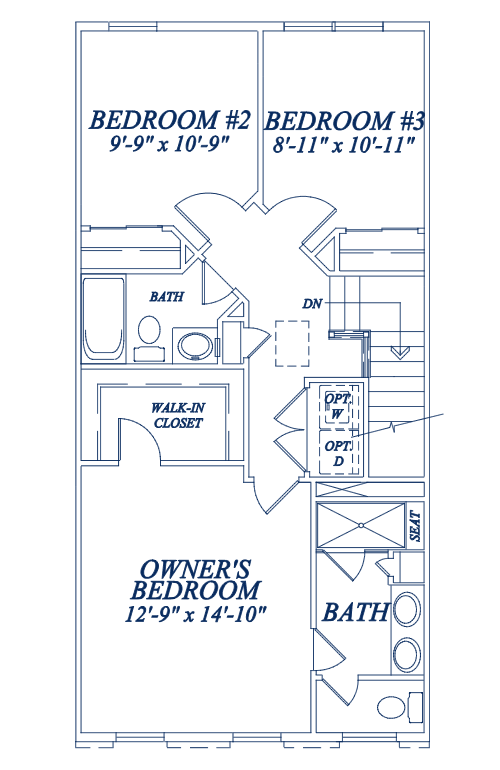 BEDROOM #2
9'-9" x 10'-9"
BEDROOM #3
8'-11" x 10'-11"
BATH
DN
WALK-IN
CLOSET
OPT.
W
OPT.
D
SEAT
OWNER'S
BEDROOM
12'-9" x 14'-10"
BATH